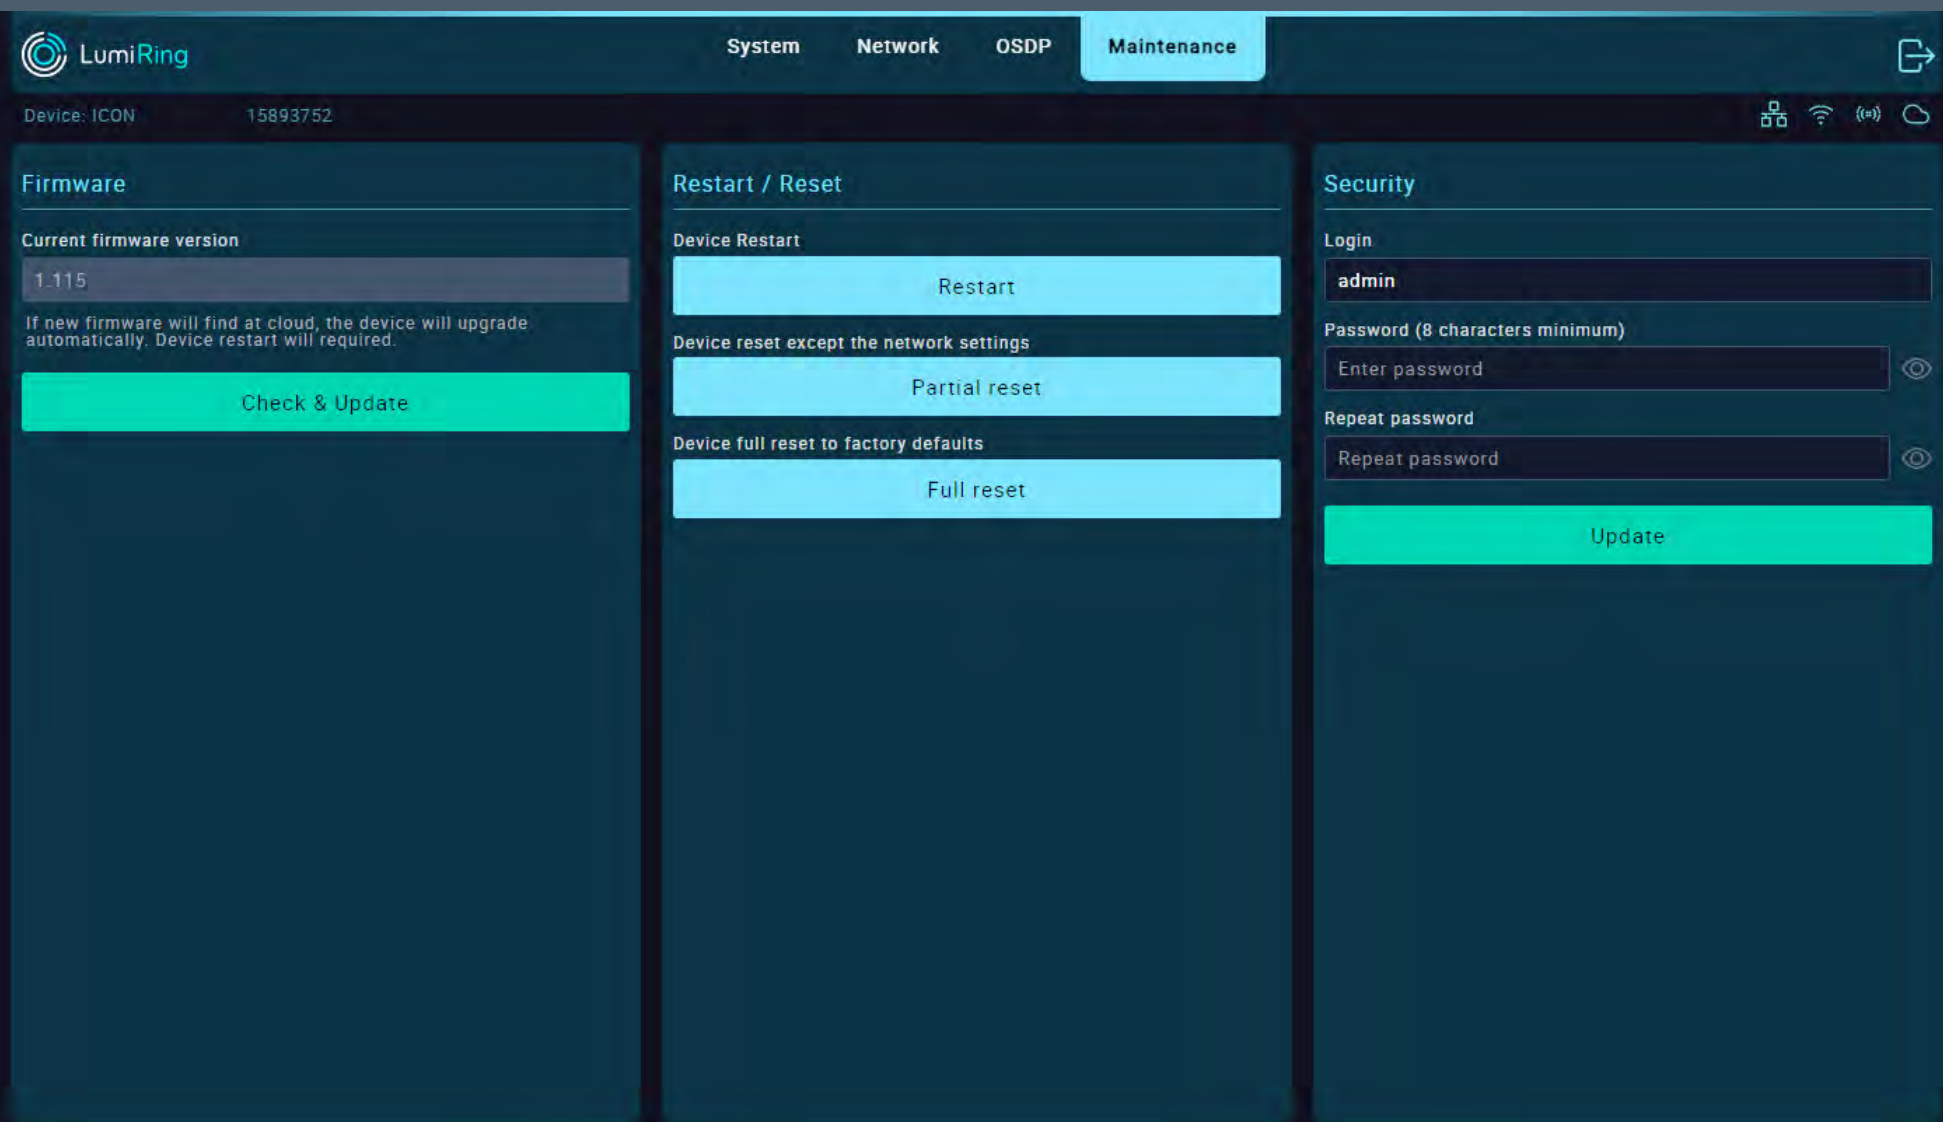 LumiRing
System Network OSDP Maintenance
Device: ICON 15893752
Firmware
Current firmware version
1.115
If new firmware will find at cloud, the device will upgrade
automatically. Device restart will required.
Check & Update
Restart / Reset
Device Restart
Restart
Device reset except the network settings
Partial reset
Device full reset to factory defaults
Full reset
Security
Login
admin
Password (8 characters minimum)
Enter password
Repeat password
Repeat password
Update